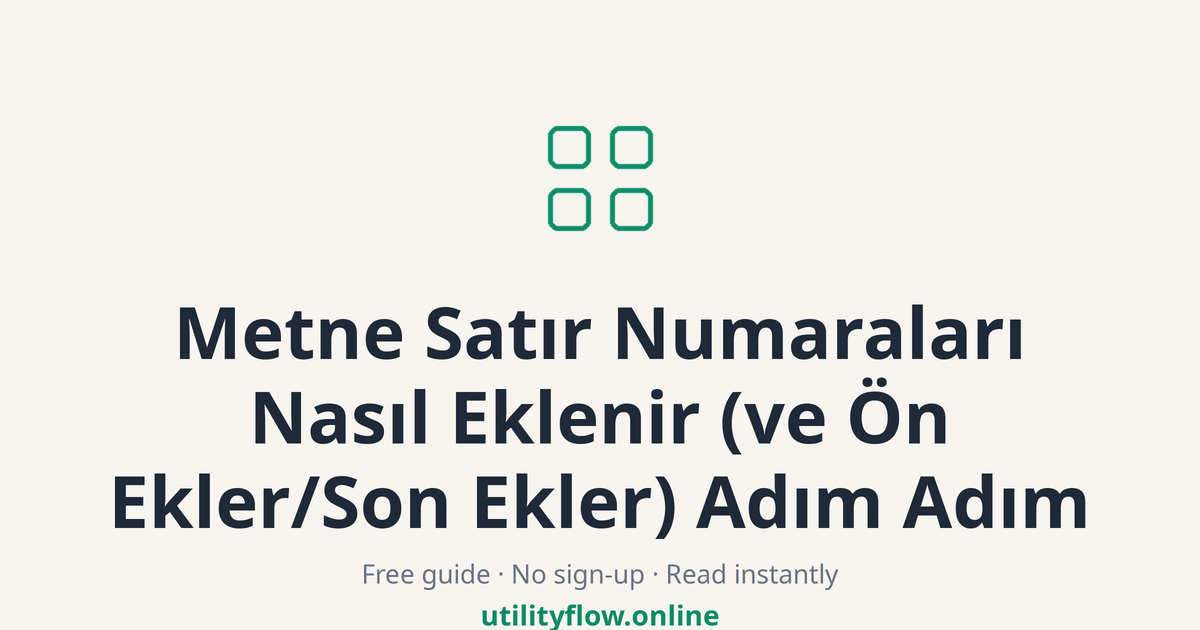 Metne Satır Numaraları
Nasıl Eklenir (ve Ön
Ekler/Son Ekler) Adım Adım
Free guide · No sign-up · Read instantly
utilityflow.online